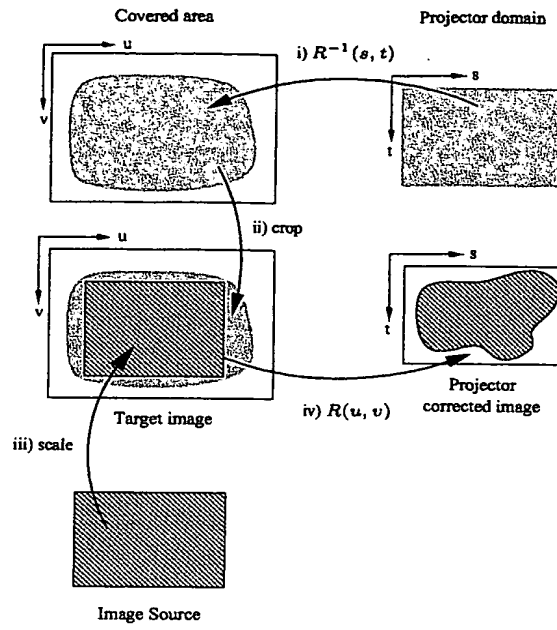 Covered area
Projector domain
u
v
i) R⁻¹(s, t)
s
t
ii) crop
u
v
s
t
Target image
iv) R(u, v)
Projector
corrected image
iii) scale
Image Source